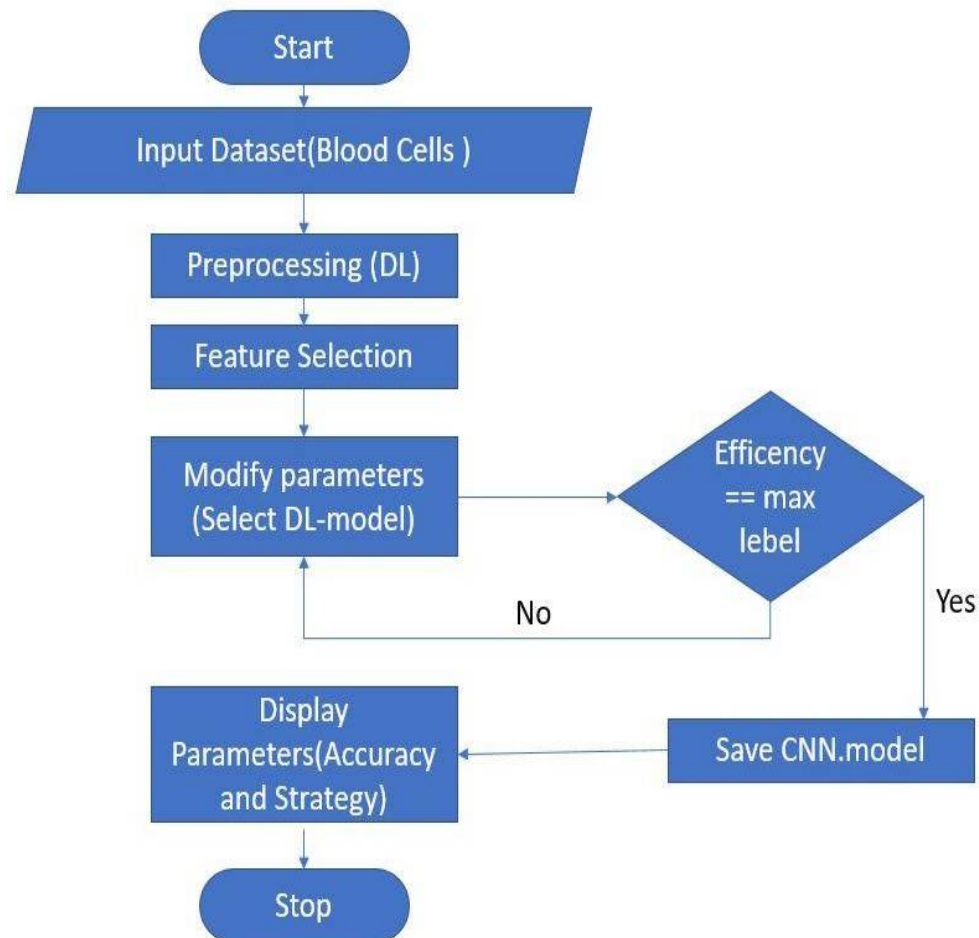 Start
Input Dataset(Blood Cells )
Preprocessing (DL)
Feature Selection
Modify parameters
(Select DL-model)
Efficency
== max
lebel
No
Yes
Save CNN.model
Display
Parameters(Accuracy
and Strategy)
Stop